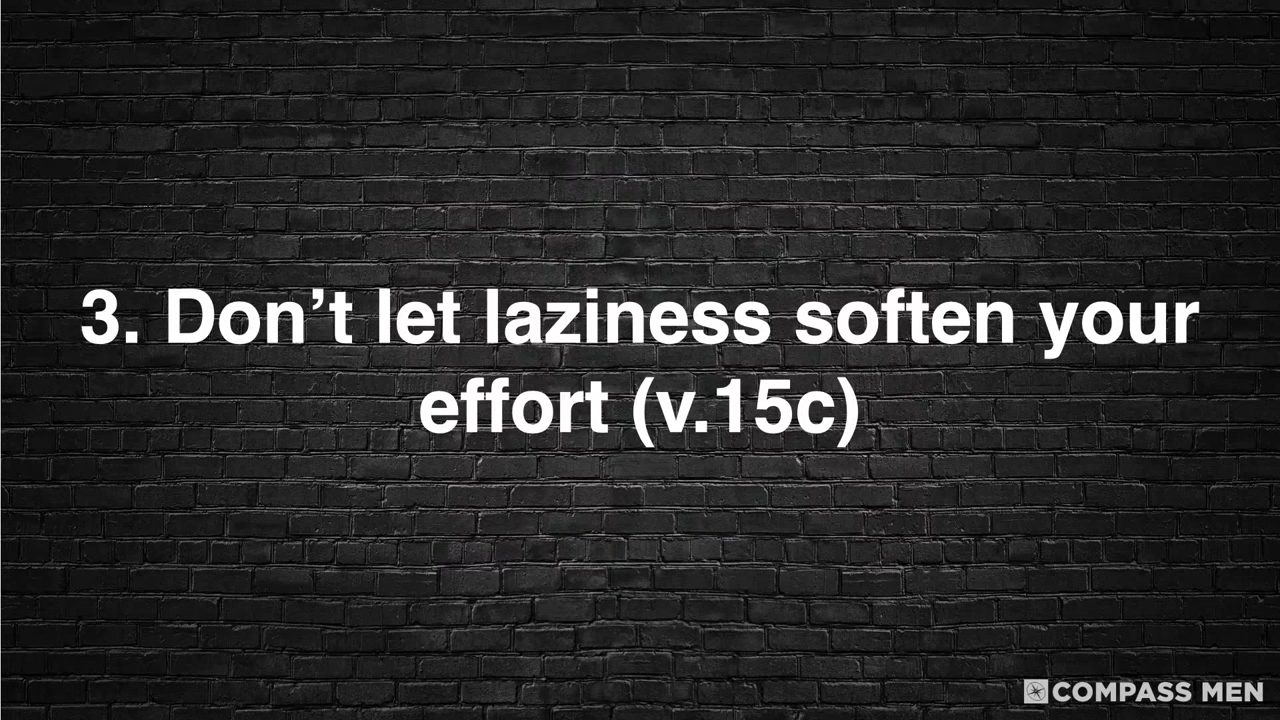 3. Don’t let laziness soften your
effort (v.15c)
COMPASS MEN